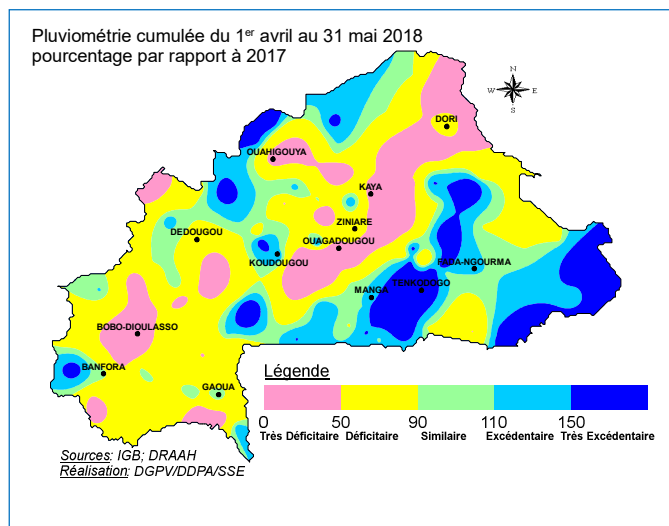 Pluviométrie cumulée du 1er avril au 31 mai 2018
pourcentage par rapport à 2017
N
W E
S
DORI
OUAHIGOUYA
KAYA
ZINIARE
DEDOUGOU
OUAGADOUGOU
KOUDOUGOU
FADA-NGOURMA
MANGA
TENKODOGO
BOBO-DIOULASSO
BANFORA
GAOUA
Légende
0 50 90 110 150
Très Déficitaire Déficitaire Similaire Excédentaire Très Excédentaire
Sources: IGB; DRAAH
Réalisation: DGPV/DDPA/SSE